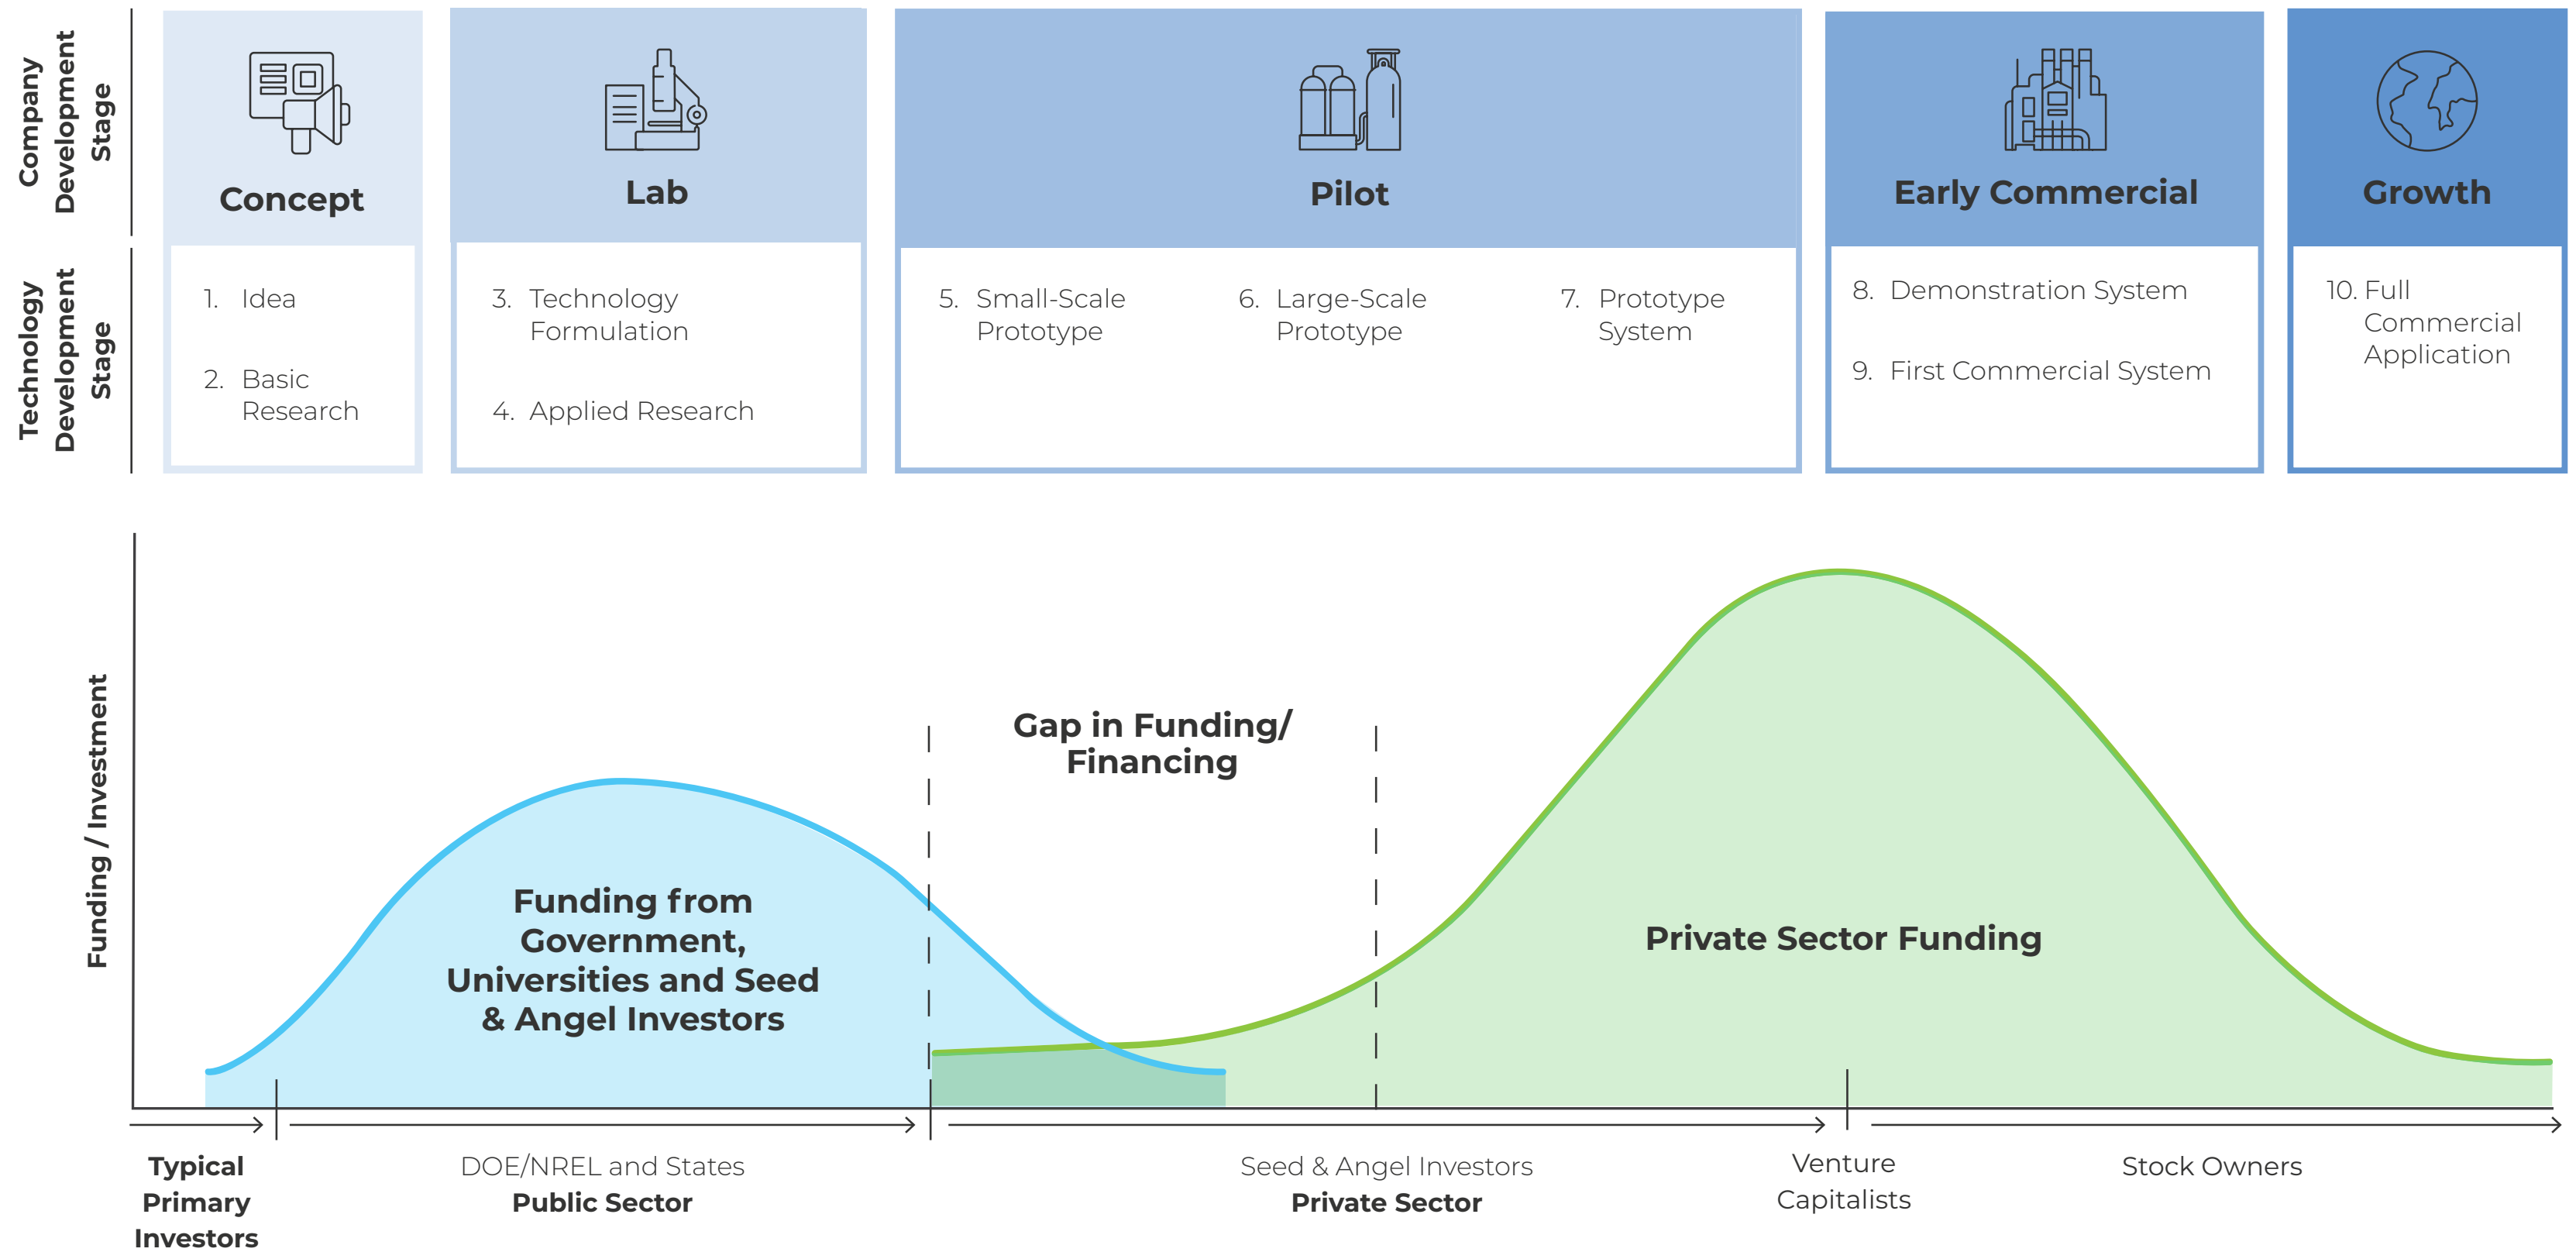 Company
Development
Stage
Concept
Lab
Pilot
Early Commercial
Growth
Technology
Development
Stage
1. Idea
2. Basic
Research
3. Technology
Formulation
4. Applied Research
5. Small-Scale
Prototype
6. Large-Scale
Prototype
7. Prototype
System
8. Demonstration System
9. First Commercial System
10. Full
Commercial
Application
Funding / Investment
Gap in Funding/
Financing
Funding from
Government,
Universities and Seed
& Angel Investors
Private Sector Funding
Typical
Primary
Investors
DOE/NREL and States
Public Sector
Seed & Angel Investors
Private Sector
Venture
Capitalists
Stock Owners